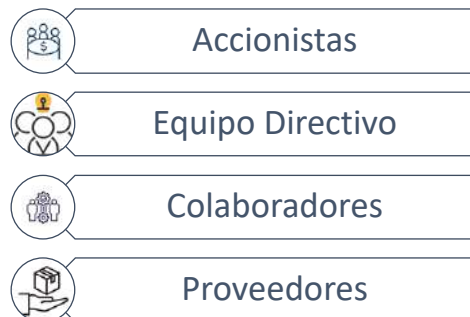 Accionistas
Equipo Directivo
Colaboradores
Proveedores